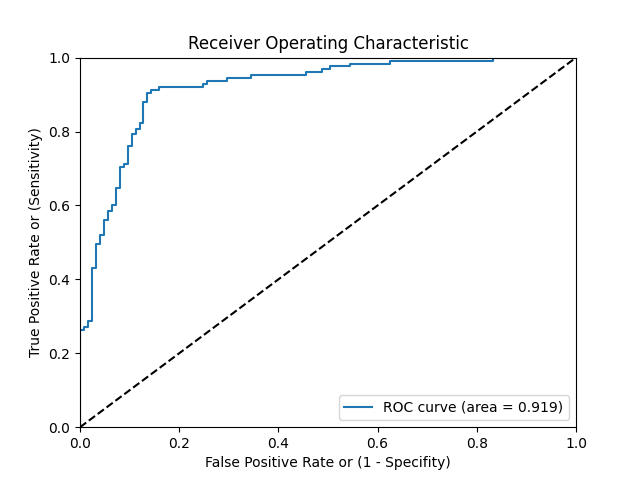 Receiver Operating Characteristic
True Positive Rate or (Sensitivity)
1.0
0.8
0.6
0.4
0.2
0.0
ROC curve (area = 0.919)
0.0 0.2 0.4 0.6 0.8 1.0
False Positive Rate or (1 - Specifity)